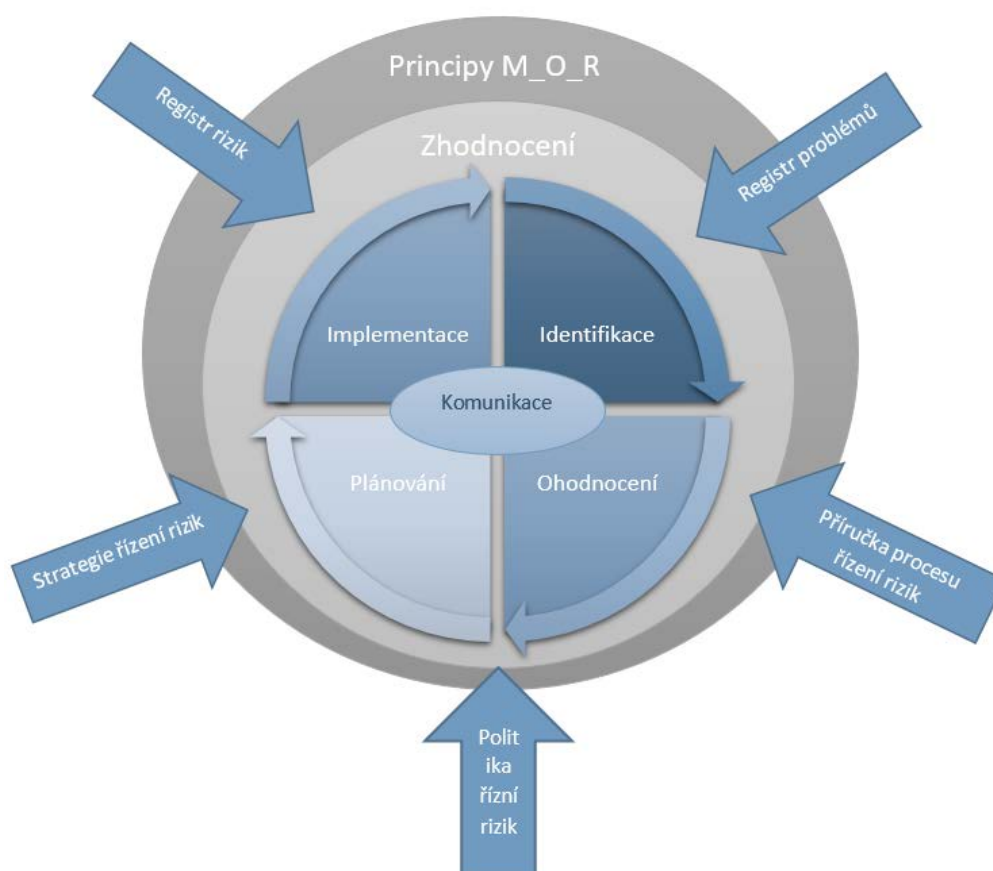 Principy M_O_R
Registr rizik
Registr problémů
Zhodnocení
Implementace
Identifikace
Komunikace
Plánování
Ohodnocení
Strategie řízení rizik
Příručka procesu
řízení rizik
Polit
ika
řízní
rizik